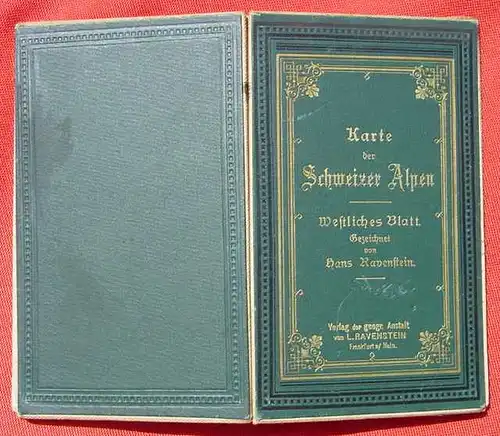 Karte
der
Schweizer Alpen
Westliches Blatt.
Gezeichnet
von
Hans Ravenstein.
Verlag der geogr. Anstalt
von L. RAVENSTEIN
Frankfurt a/ Main.